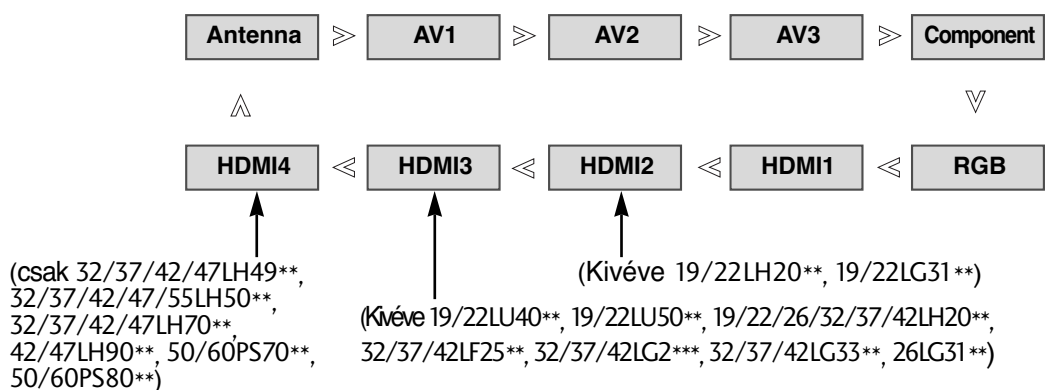 Antenna
AV1
AV2
AV3
Component
HDMI4
HDMI3
HDMI2
HDMI1
RGB
(csak 32/37/42/47LH49**,
32/37/42/47/55LH50**,
32/37/42/47LH70**,
42/47LH90**, 50/60PS70**,
50/60PS80**)
(Kivéve 19/22LH20**, 19/22LG31**)
(Kivéve 19/22LU40**, 19/22LU50**, 19/22/26/32/37/42LH20**,
32/37/42LF25**, 32/37/42LG2***, 32/37/42LG33**, 26LG31**)